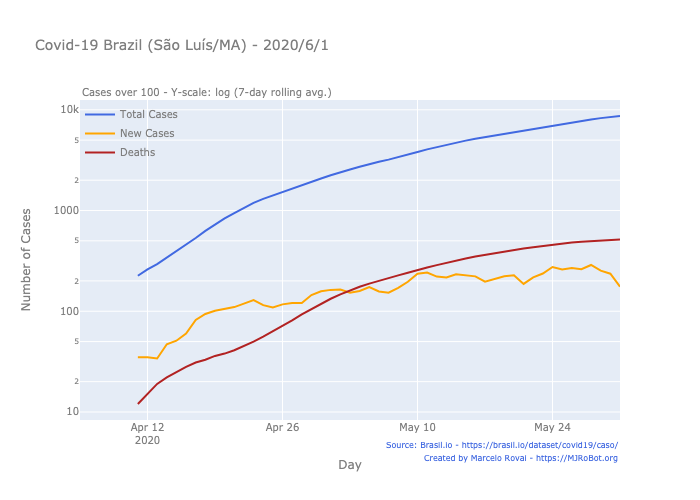 Covid-19 Brazil (São Luís/MA) - 2020/6/1
Cases over 100 - Y-scale: log (7-day rolling avg.)
Total Cases
New Cases
Deaths
Number of Cases
10k
5
2
1000
5
2
100
5
2
10
Apr 12
2020
Apr 26
May 10
May 24
Day
Source: Brasil.io - https://brasil.io/dataset/covid19/caso/
Created by Marcelo Rovai - https://MJRoBot.org